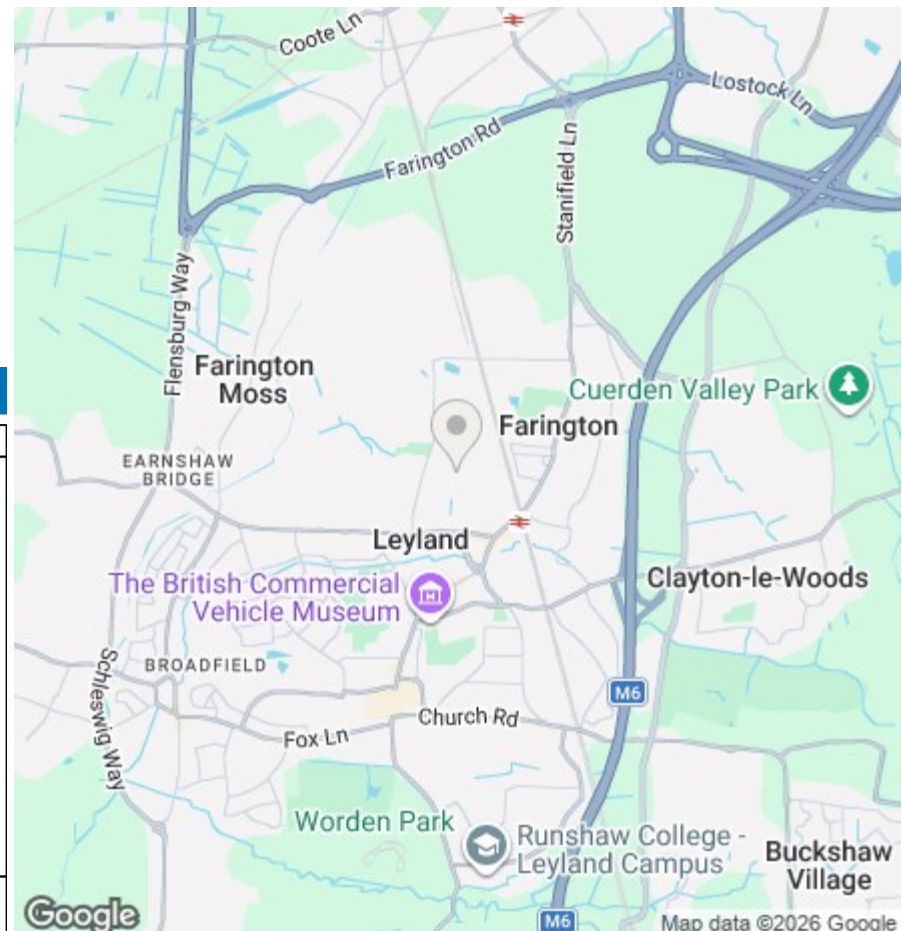 Coote Ln
Lostock Ln
Farington Rd
Stanifield Ln
Flensburg Way
Farington
Moss
Cuerden Valley Park
Farington
EARNSHAW
BRIDGE
Leyland
The British Commercial
Vehicle Museum
Clayton-le-Woods
BROADFIELD
Schleswig Way
M6
Church Rd
Fox Ln
Worden Park
Runshaw College -
Leyland Campus
Buckshaw
Village
Google
M6
Map data ©2026 Google